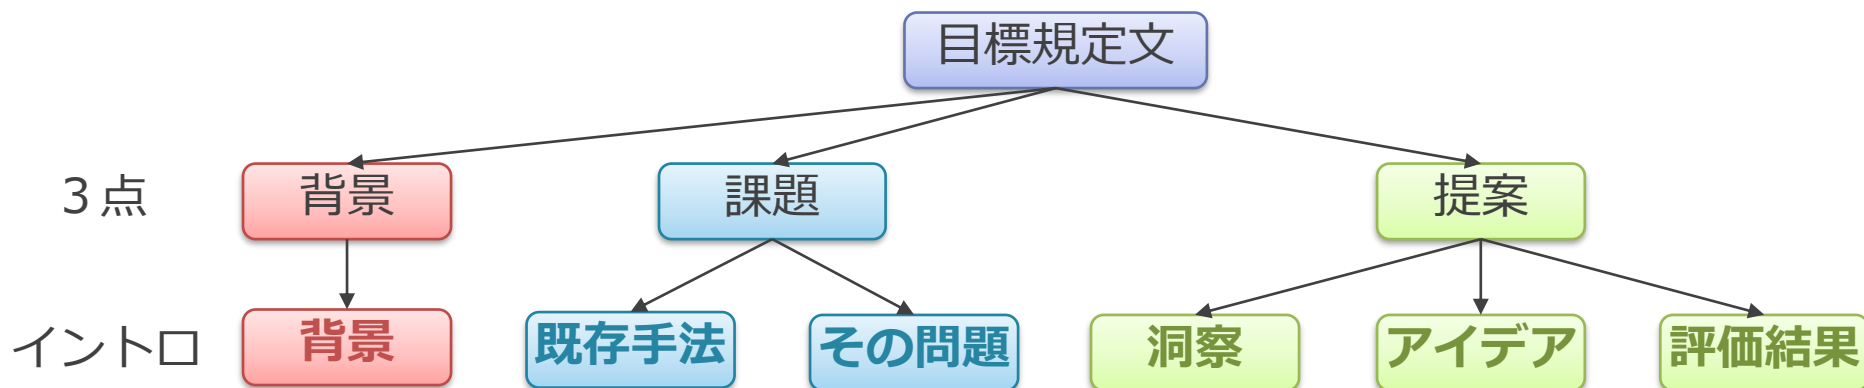 目標規定文
3点 背景 課題 提案
イントロ 背景 既存手法 その問題 洞察 アイデア 評価結果